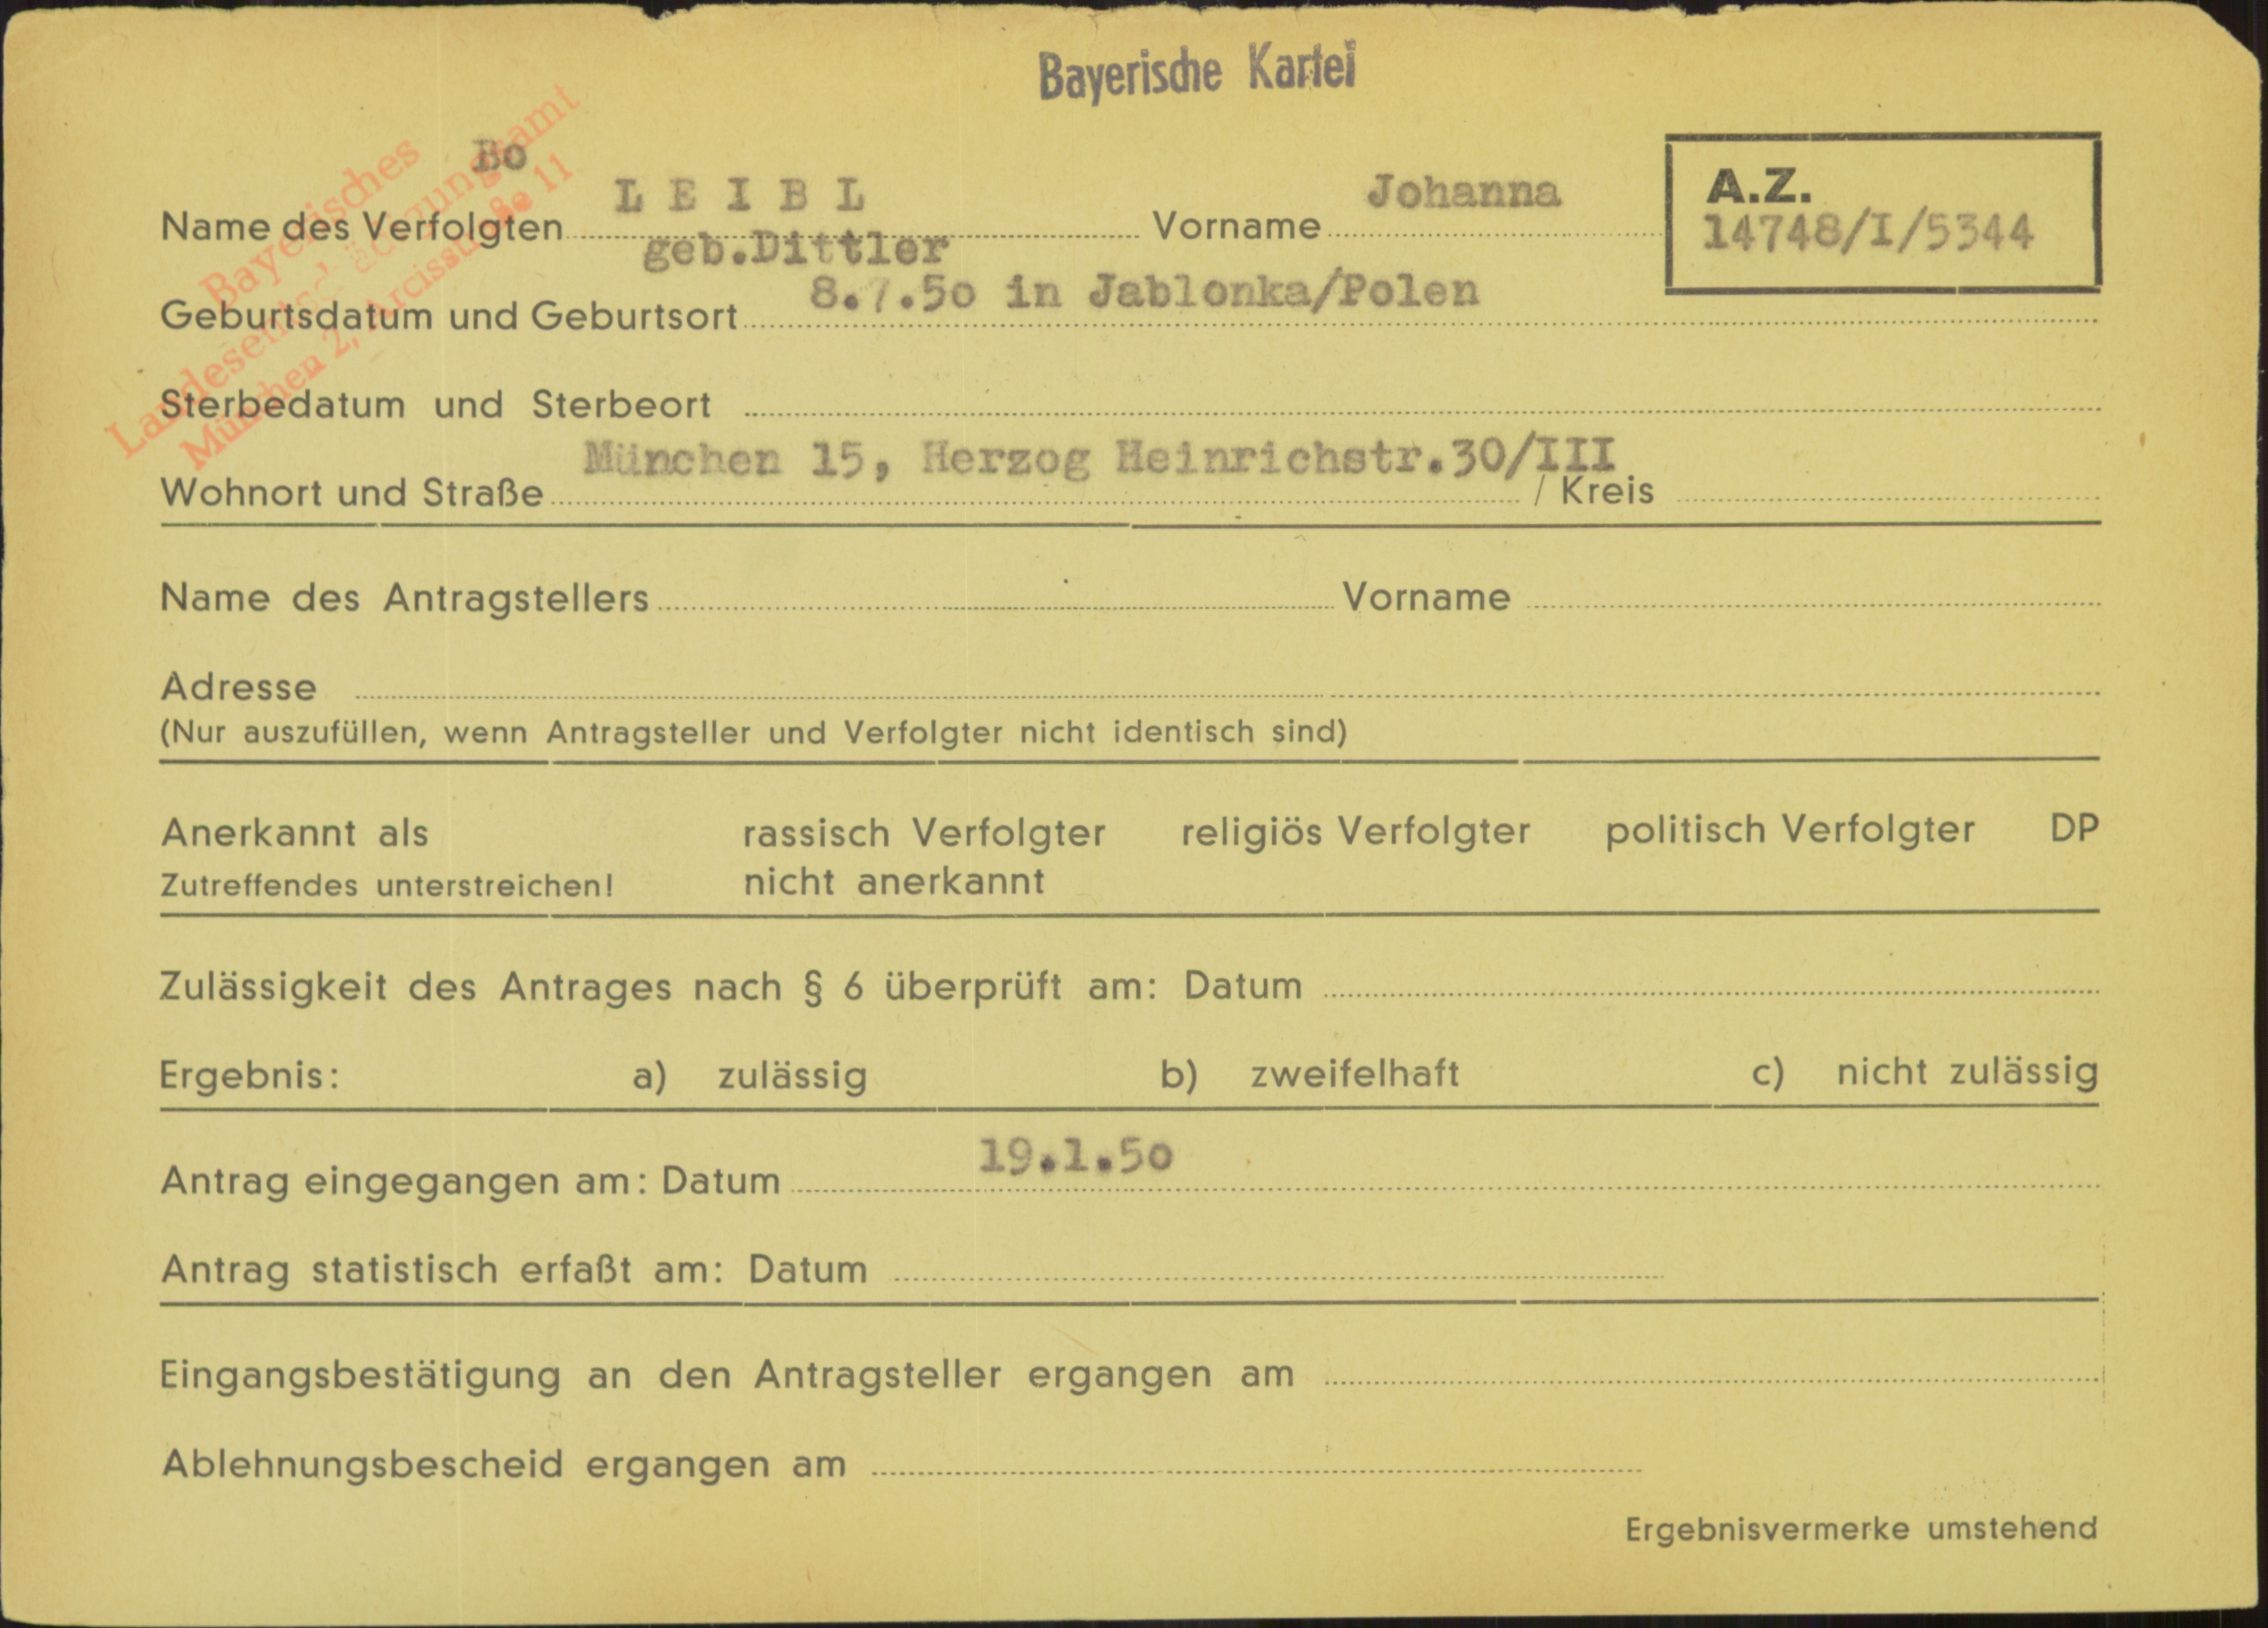 Bayerische Kartei
Bayerisches
Landesentschädigungsamt
München 2, Arcisstraße 11
Bo
A.Z.
14748/I/5344
Name des Verfolgten L E I B L Vorname Johanna
geb.Dittler
Geburtsdatum und Geburtsort 8.7.50 in Jablonka/Polen
Sterbedatum und Sterbeort
Wohnort und Straße München 15, Herzog Heinrichstr.30/III / Kreis
Name des Antragstellers Vorname
Adresse
(Nur auszufüllen, wenn Antragsteller und Verfolgter nicht identisch sind)
Anerkannt als rassisch Verfolgter religiös Verfolgter politisch Verfolgter DP
Zutreffendes unterstreichen! nicht anerkannt
Zulässigkeit des Antrages nach § 6 überprüft am: Datum
Ergebnis: a) zulässig b) zweifelhaft c) nicht zulässig
Antrag eingegangen am: Datum 19.1.50
Antrag statistisch erfaßt am: Datum
Eingangsbestätigung an den Antragsteller ergangen am
Ablehnungsbescheid ergangen am
Ergebnisvermerke umstehend